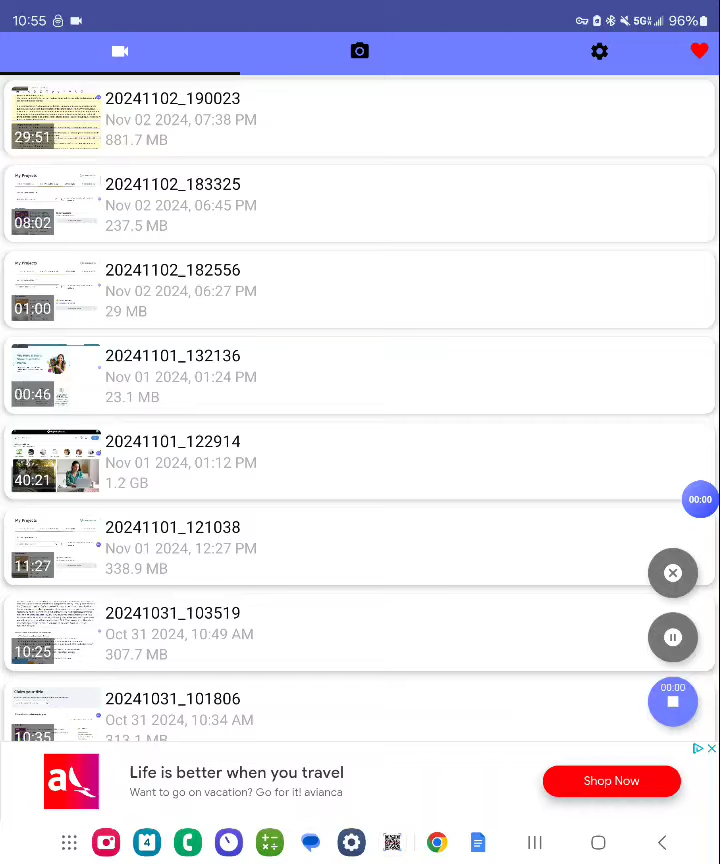 10:55
5G 96%
20241102_190023
Nov 02 2024, 07:38 PM
29:51
881.7 MB
20241102_183325
Nov 02 2024, 06:45 PM
08:02
237.5 MB
20241102_182556
Nov 02 2024, 06:27 PM
01:00
29 MB
20241101_132136
Nov 01 2024, 01:24 PM
00:46
23.1 MB
20241101_122914
Nov 01 2024, 01:12 PM
40:21
1.2 GB
00:00
My Projects
20241101_121038
Nov 01 2024, 12:27 PM
11:27
338.9 MB
20241031_103519
Oct 31 2024, 10:49 AM
10:25
307.7 MB
20241031_101806
00:00
Oct 31 2024, 10:34 AM
10:35
313.1 MB
Life is better when you travel
Want to go on vacation? Go for it! avianca
Shop Now
4